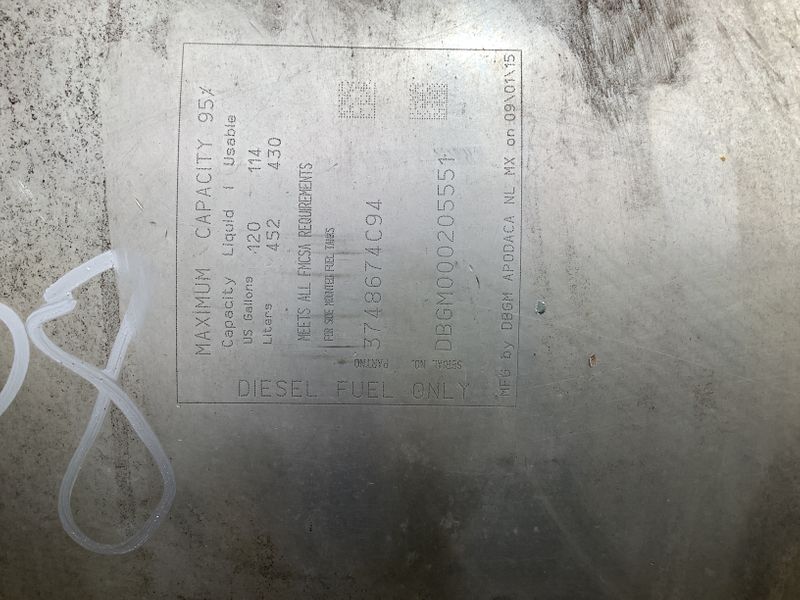 MAXIMUM CAPACITY 95%
Capacity Liquid | Usable
US Gallons 120 114
Liters 452 430
MEETS ALL FMCSA REQUIREMENTS
FOR SIDE MOUNTED FUEL TANKS
PARTNO 3748674C94
SERIAL NO. DBGM000205551
MFG by DBGM APODACA NL MX on 09\01\15
DIESEL FUEL ONLY
8